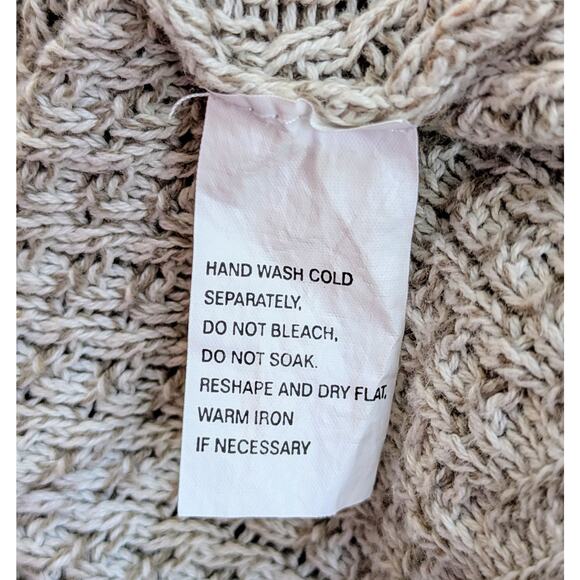 HAND WASH COLD
SEPARATELY,
DO NOT BLEACH,
DO NOT SOAK.
RESHAPE AND DRY FLAT,
WARM IRON
IF NECESSARY